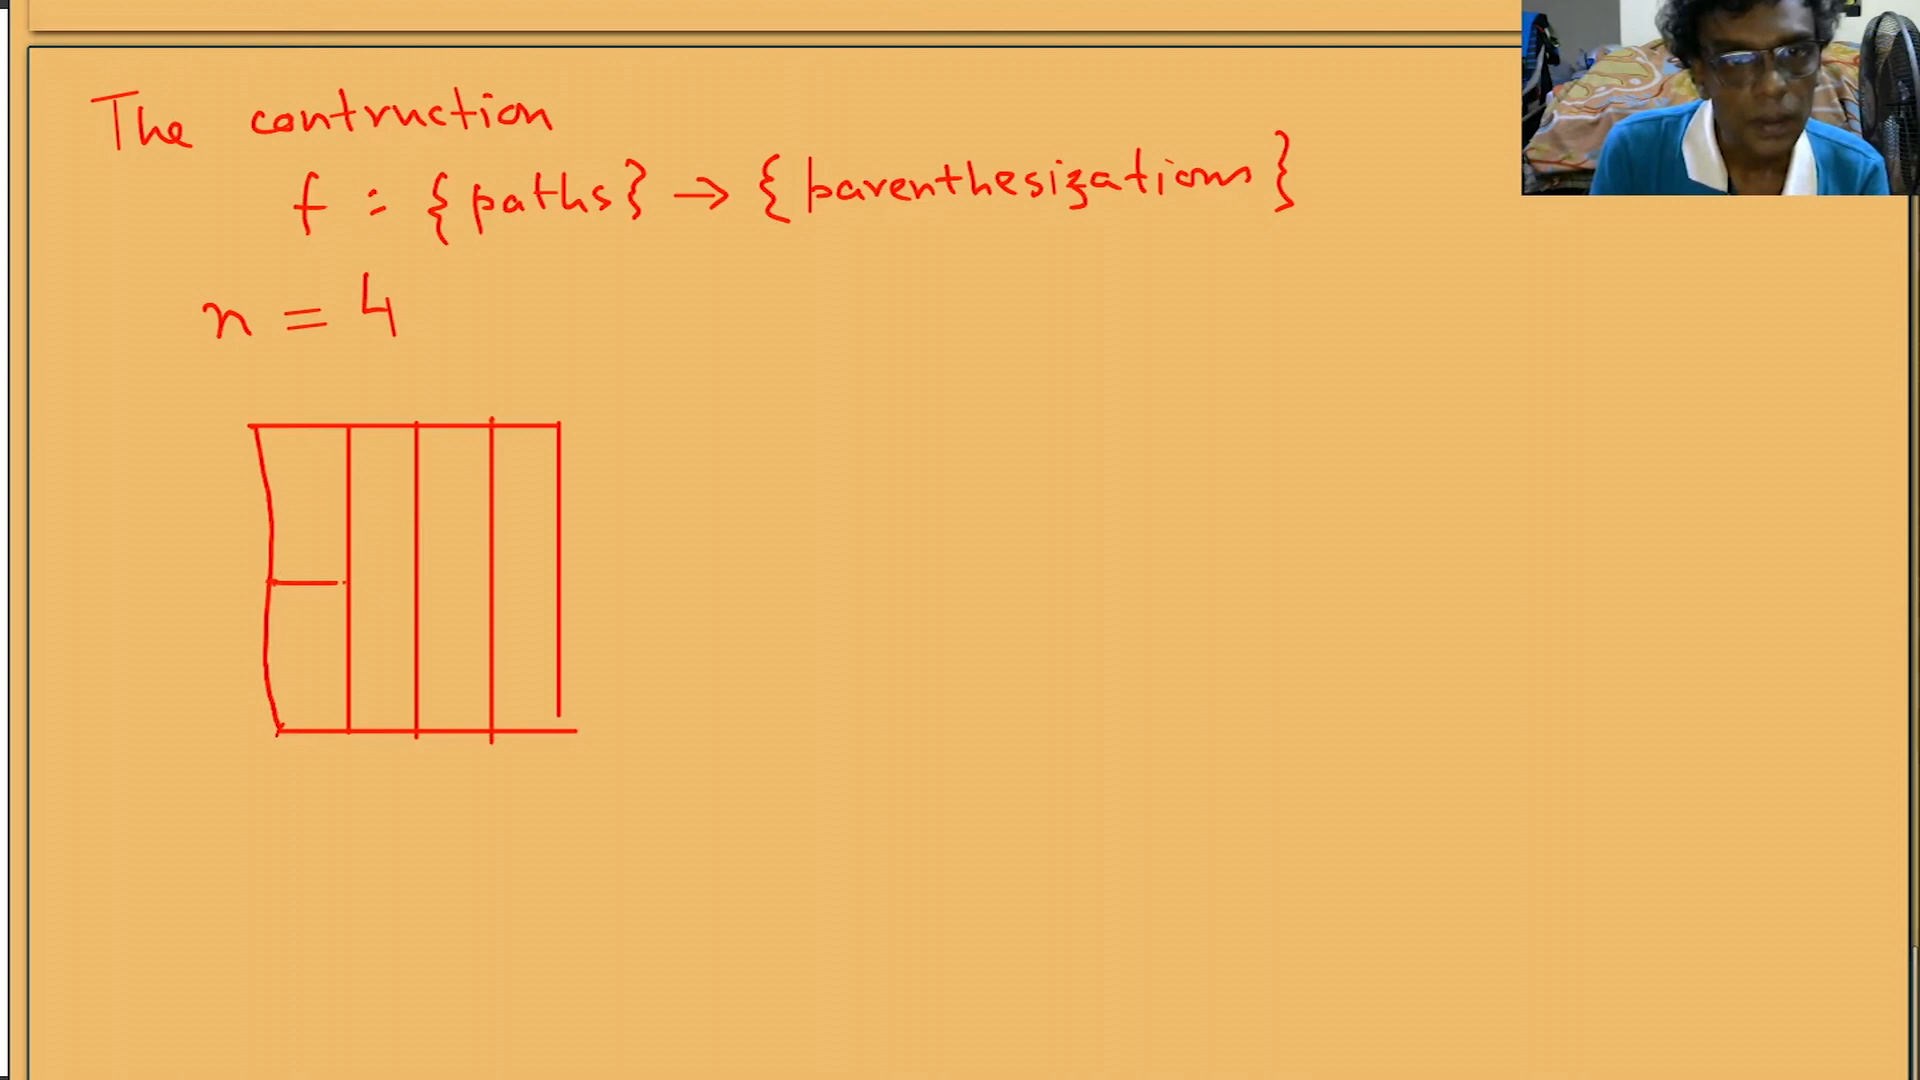 The contruction
f : {paths} → {parenthesizations}
n = 4